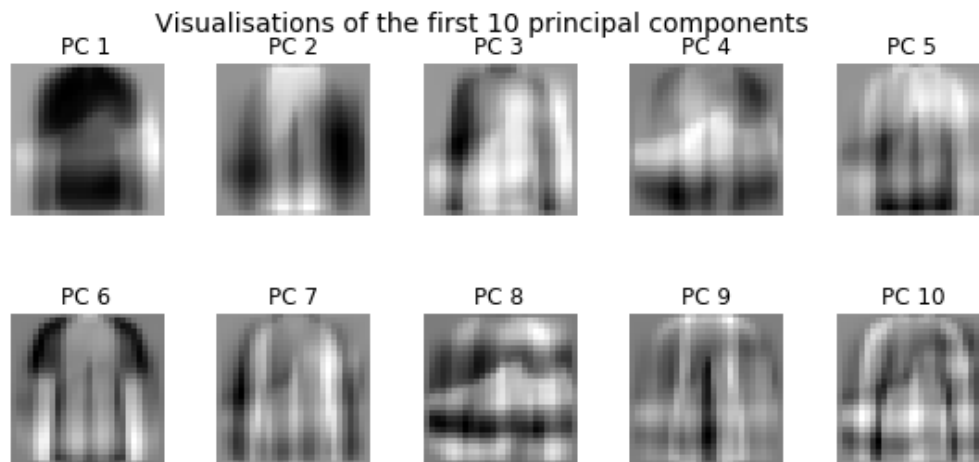 Visualisations of the first 10 principal components
PC 1 PC 2 PC 3 PC 4 PC 5
PC 6 PC 7 PC 8 PC 9 PC 10